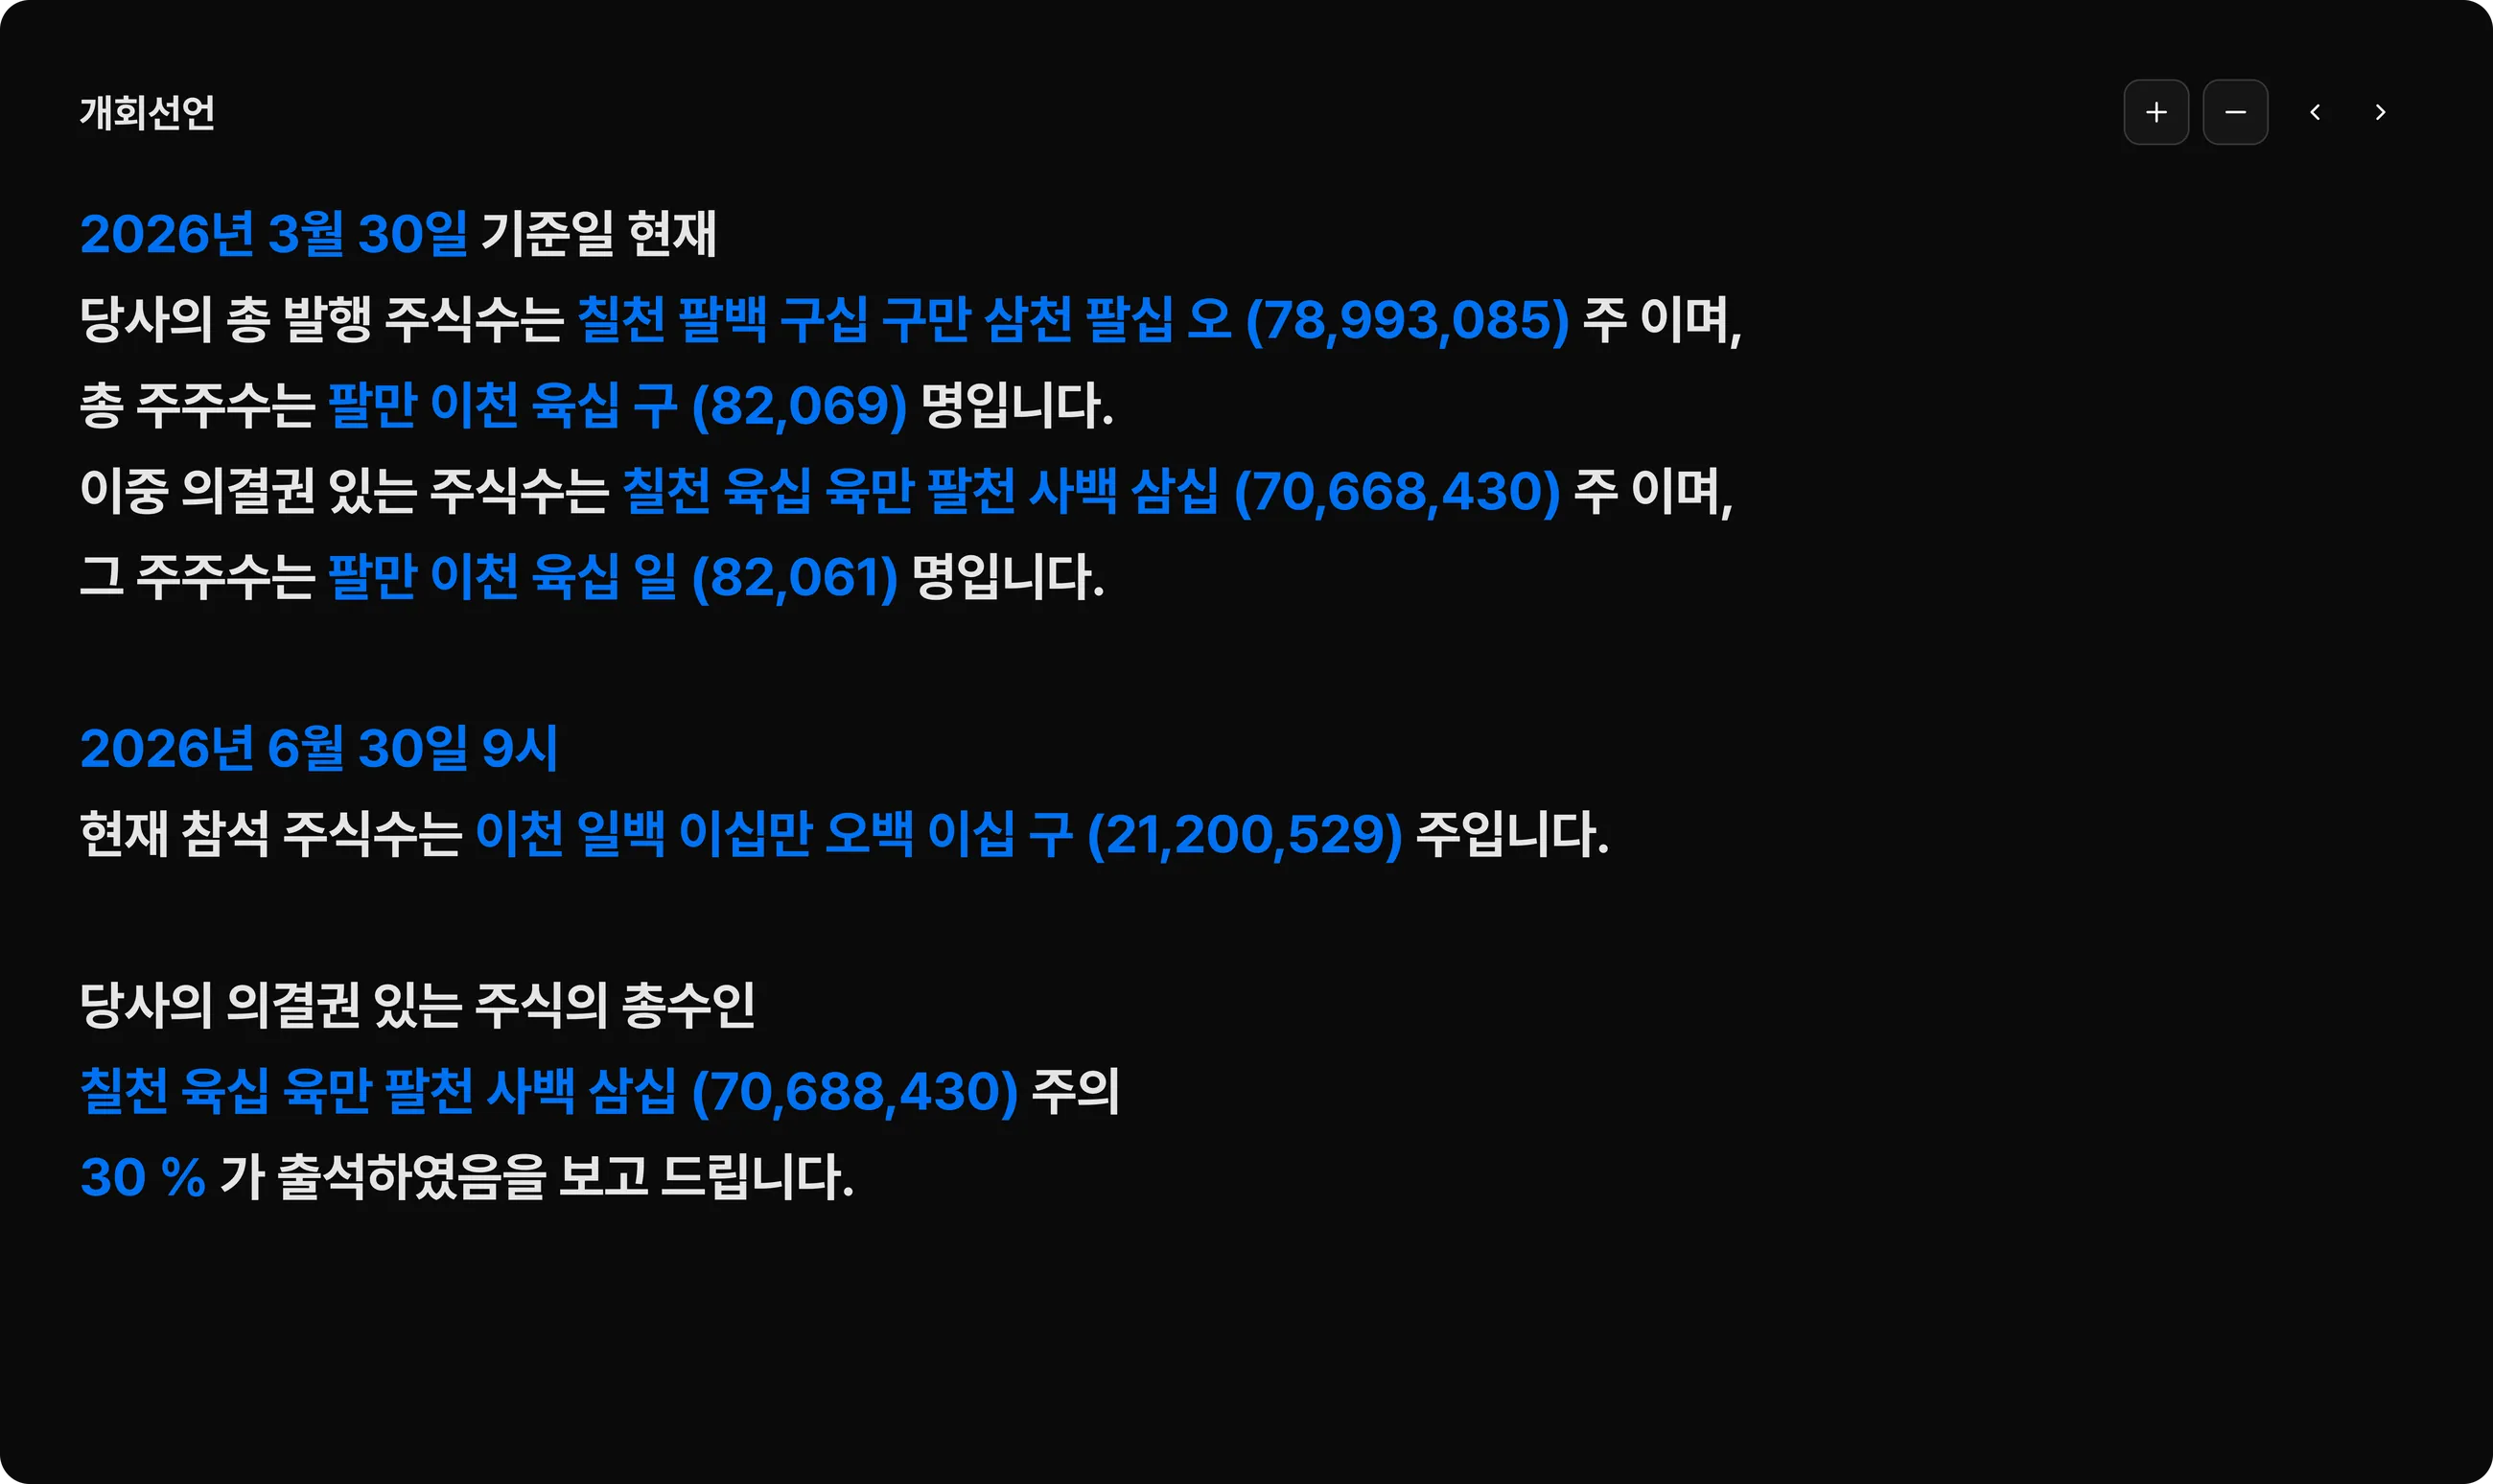 개회선언
2026년 3월 30일 기준일 현재
당사의 총 발행 주식수는 칠천 팔백 구십 구만 삼천 팔십 오 (78,993,085) 주 이며,
총 주주수는 팔만 이천 육십 구 (82,069) 명입니다.
이중 의결권 있는 주식수는 칠천 육십 육만 팔천 사백 삼십 (70,668,430) 주 이며,
그 주주수는 팔만 이천 육십 일 (82,061) 명입니다.
2026년 6월 30일 9시
현재 참석 주식수는 이천 일백 이십만 오백 이십 구 (21,200,529) 주입니다.
당사의 의결권 있는 주식의 총수인
칠천 육십 육만 팔천 사백 삼십 (70,688,430) 주의
30 % 가 출석하였음을 보고 드립니다.